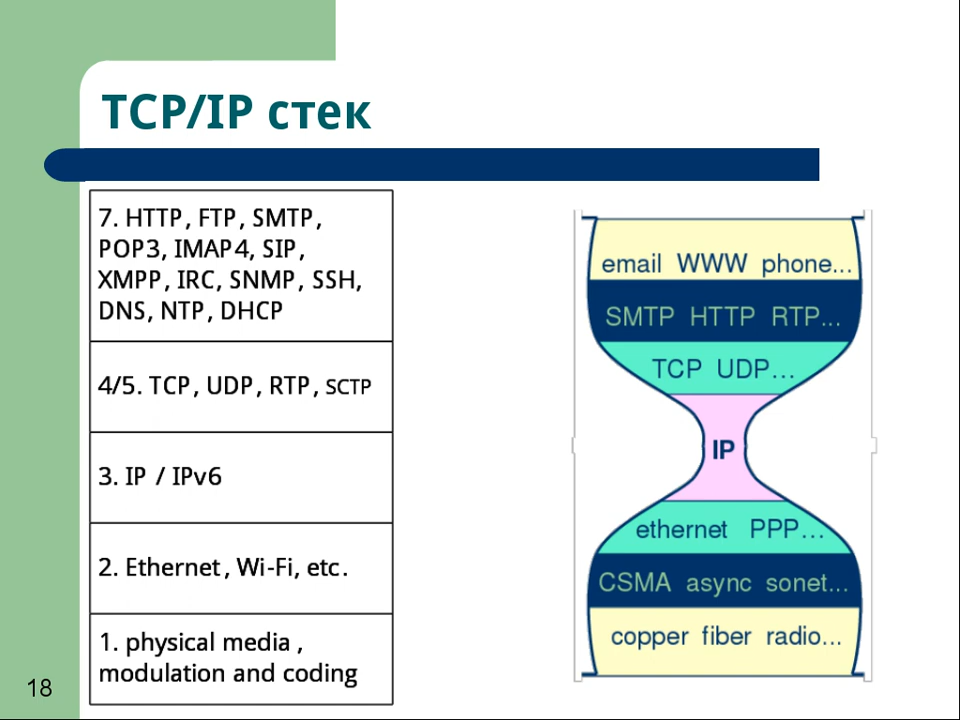 TCP/IP стек
7. HTTP, FTP, SMTP,
POP3, IMAP4, SIP,
XMPP, IRC, SNMP, SSH,
DNS, NTP, DHCP
4/5. TCP, UDP, RTP, SCTP
3. IP / IPv6
2. Ethernet, Wi-Fi, etc.
1. physical media,
modulation and coding
email WWW phone...
SMTP HTTP RTP...
TCP UDP...
IP
ethernet PPP...
CSMA async sonet...
copper fiber radio...
18